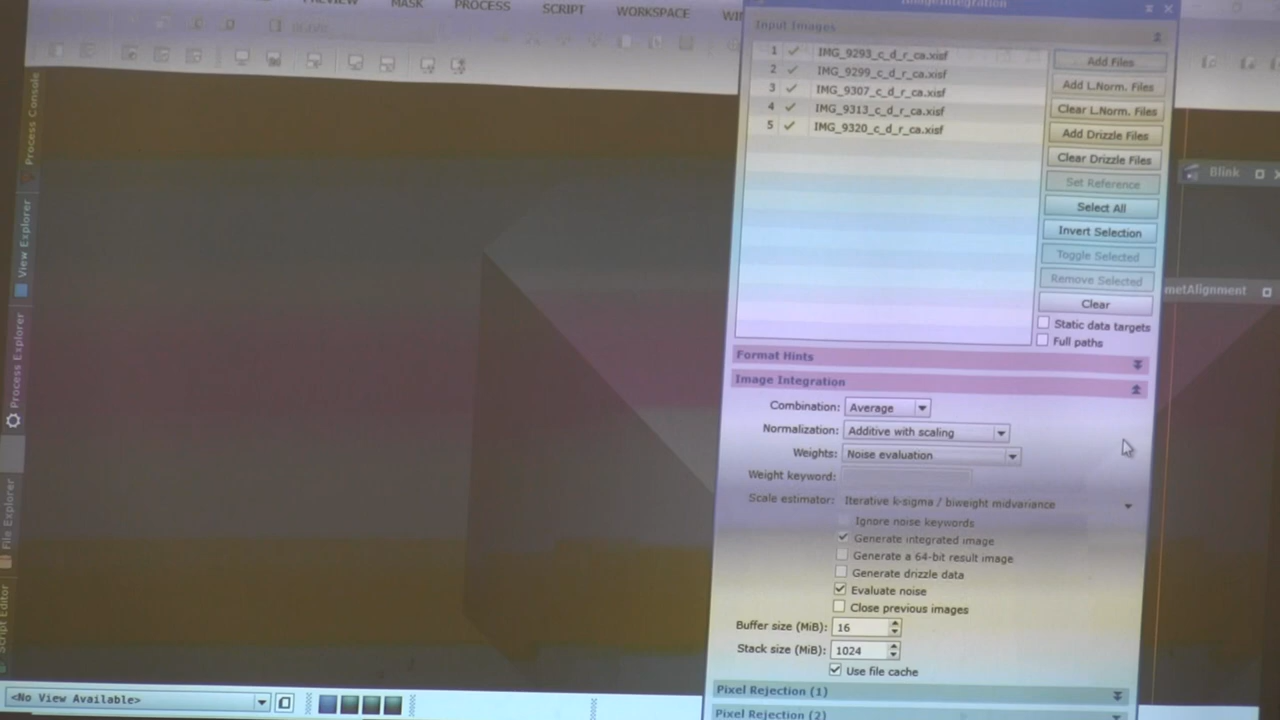 PREVIEW MASK PROCESS SCRIPT WORKSPACE
ImageIntegration
Input Images
1 IMG_9293_c_d_r_ca.xisf
2 IMG_9299_c_d_r_ca.xisf
3 IMG_9307_c_d_r_ca.xisf
4 IMG_9313_c_d_r_ca.xisf
5 IMG_9320_c_d_r_ca.xisf
Add Files
Add L.Norm. Files
Clear L.Norm. Files
Add Drizzle Files
Clear Drizzle Files
Set Reference
Select All
Invert Selection
Toggle Selected
Remove Selected
Clear
Static data targets
Full paths
Format Hints
Image Integration
Combination: Average
Normalization: Additive with scaling
Weights: Noise evaluation
Weight keyword:
Scale estimator: Iterative k-sigma / biweight midvariance
Ignore noise keywords
Generate integrated image
Generate a 64-bit result image
Generate drizzle data
Evaluate noise
Close previous images
Buffer size (MiB): 16
Stack size (MiB): 1024
Use file cache
Pixel Rejection (1)
Pixel Rejection (2)
Process Console
View Explorer
Process Explorer
File Explorer
Script Editor
Blink
metAlignment
<No View Available>